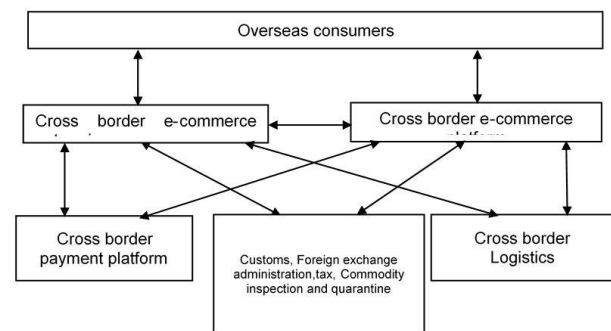 Overseas consumers
Cross border e-commerce
Cross border e-commerce
Cross border
payment platform
Customs, Foreign exchange
administration,tax, Commodity
inspection and quarantine
Cross border
Logistics